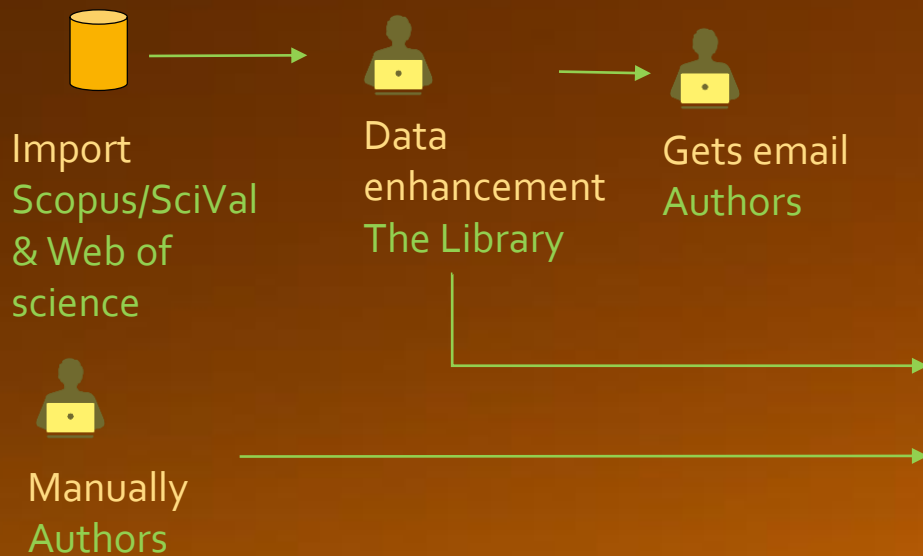 Import
Scopus/SciVal
& Web of
science
Data
enhancement
The Library
Gets email
Authors
Manually
Authors